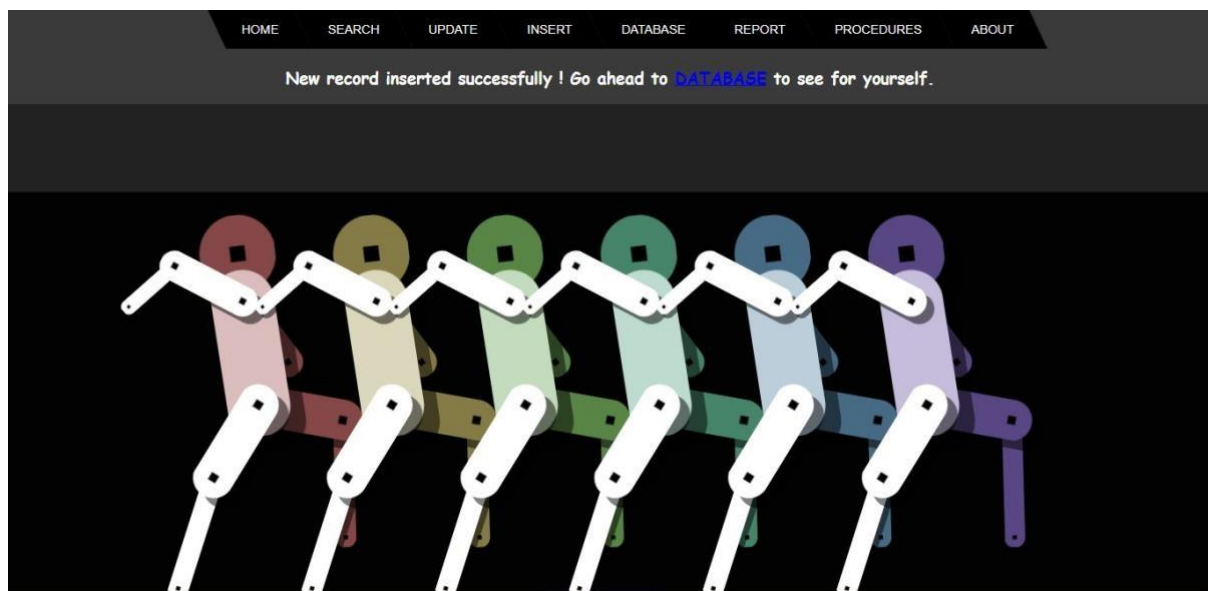 HOME SEARCH UPDATE INSERT DATABASE REPORT PROCEDURES ABOUT
New record inserted successfully ! Go ahead to DATABASE to see for yourself.